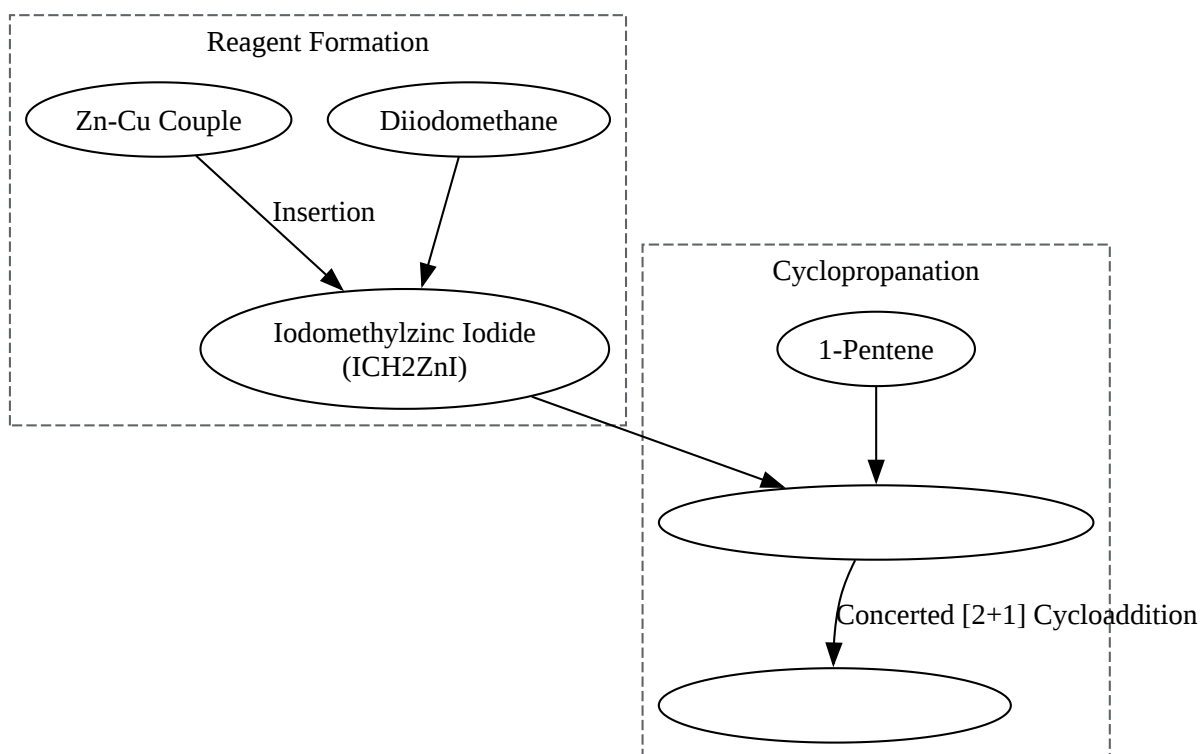 Reagent Formation
Zn-Cu Couple
Diiodomethane
Insertion
Iodomethylzinc Iodide
(ICH2ZnI)
Cyclopropanation
1-Pentene
Concerted [2+1] Cycloaddition